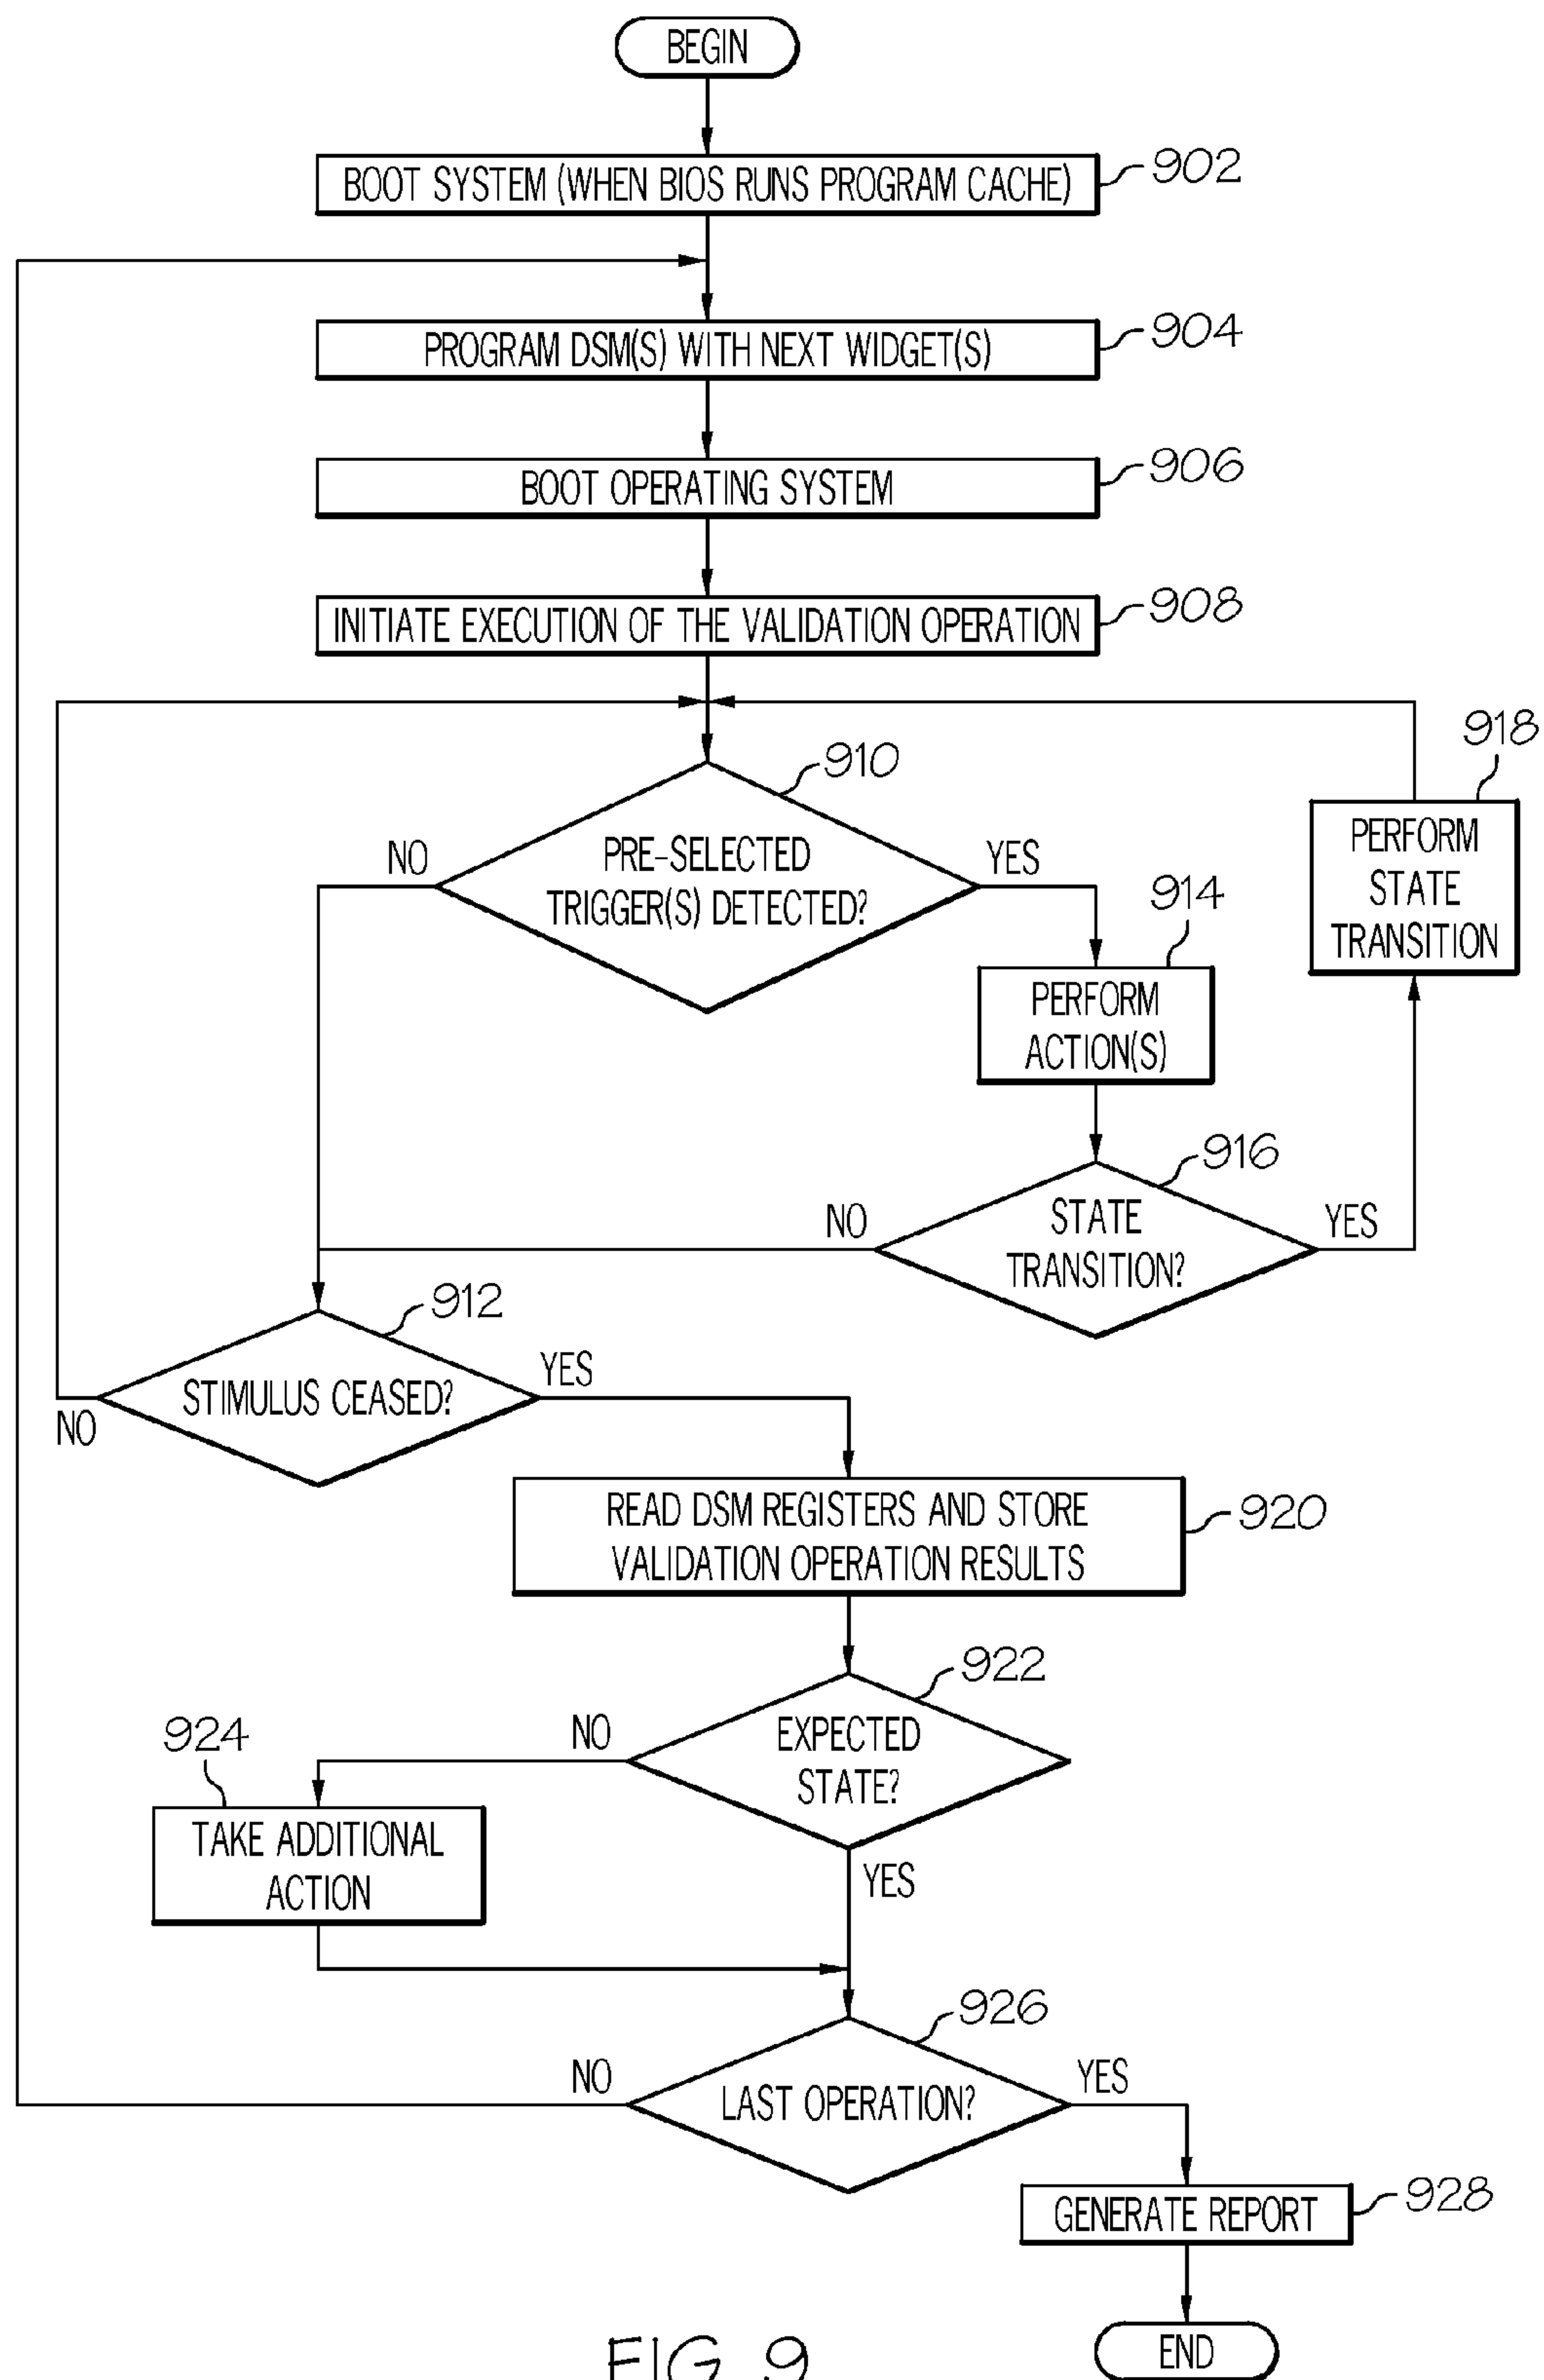 BEGIN
BOOT SYSTEM (WHEN BIOS RUNS PROGRAM CACHE)
902
PROGRAM DSM(S) WITH NEXT WIDGET(S)
904
BOOT OPERATING SYSTEM
906
INITIATE EXECUTION OF THE VALIDATION OPERATION
908
910
PRE-SELECTED
TRIGGER(S) DETECTED?
NO
YES
918
PERFORM
STATE
TRANSITION
914
PERFORM
ACTION(S)
916
STATE
TRANSITION?
NO
YES
912
STIMULUS CEASED?
YES
NO
READ DSM REGISTERS AND STORE
VALIDATION OPERATION RESULTS
920
922
EXPECTED
STATE?
NO
924
TAKE ADDITIONAL
ACTION
YES
926
LAST OPERATION?
NO
YES
GENERATE REPORT
928
END
FIG. 9